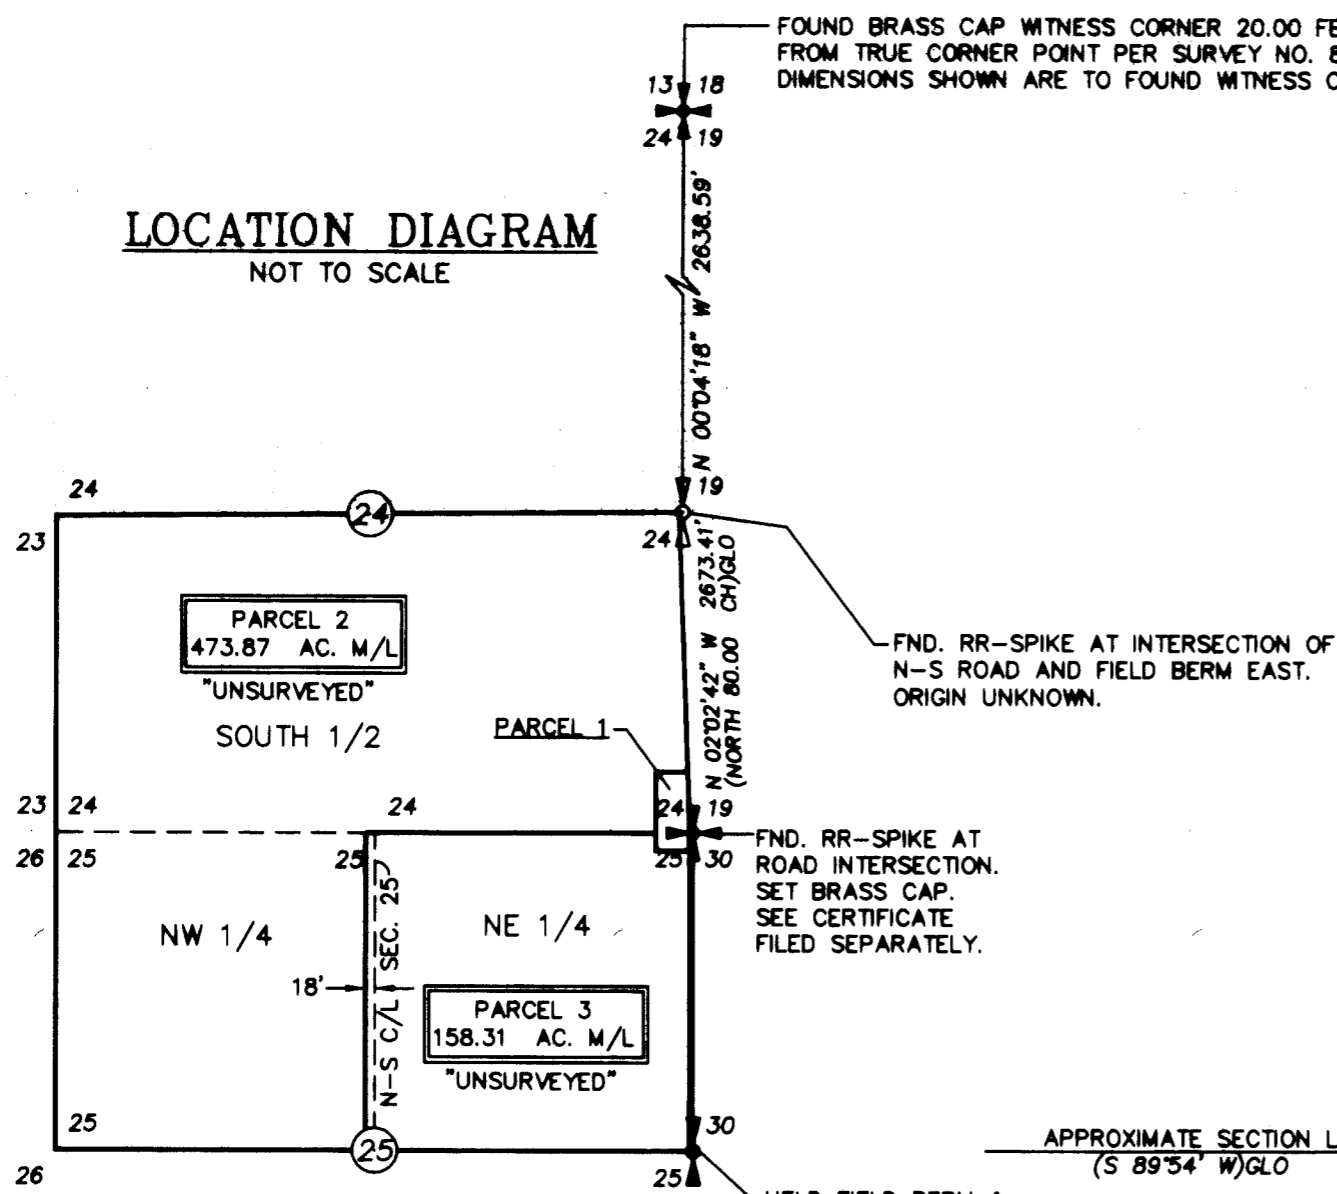 FOUND BRASS CAP WITNESS CORNER 20.00 FE
FROM TRUE CORNER POINT PER SURVEY NO. 8
DIMENSIONS SHOWN ARE TO FOUND WITNESS C
13 18
24 19
LOCATION DIAGRAM
NOT TO SCALE
N 00°04'18" W 2638.59'
24
19
23
24
24
N 02°02'42" W 2673.41'
(NORTH 80.00 CH)GLO
PARCEL 2
473.87 AC. M/L
"UNSURVEYED"
SOUTH 1/2
FND. RR-SPIKE AT INTERSECTION OF
N-S ROAD AND FIELD BERM EAST.
ORIGIN UNKNOWN.
PARCEL 1
23 24
24
24 19
26 25
25
25 30
FND. RR-SPIKE AT
ROAD INTERSECTION.
SET BRASS CAP.
SEE CERTIFICATE
FILED SEPARATELY.
NW 1/4
NE 1/4
N-S C/L SEC. 25
18'
PARCEL 3
158.31 AC. M/L
"UNSURVEYED"
25
30
26
25
25
APPROXIMATE SECTION L
(S 89°54' W)GLO
HELD FIELD BERM &